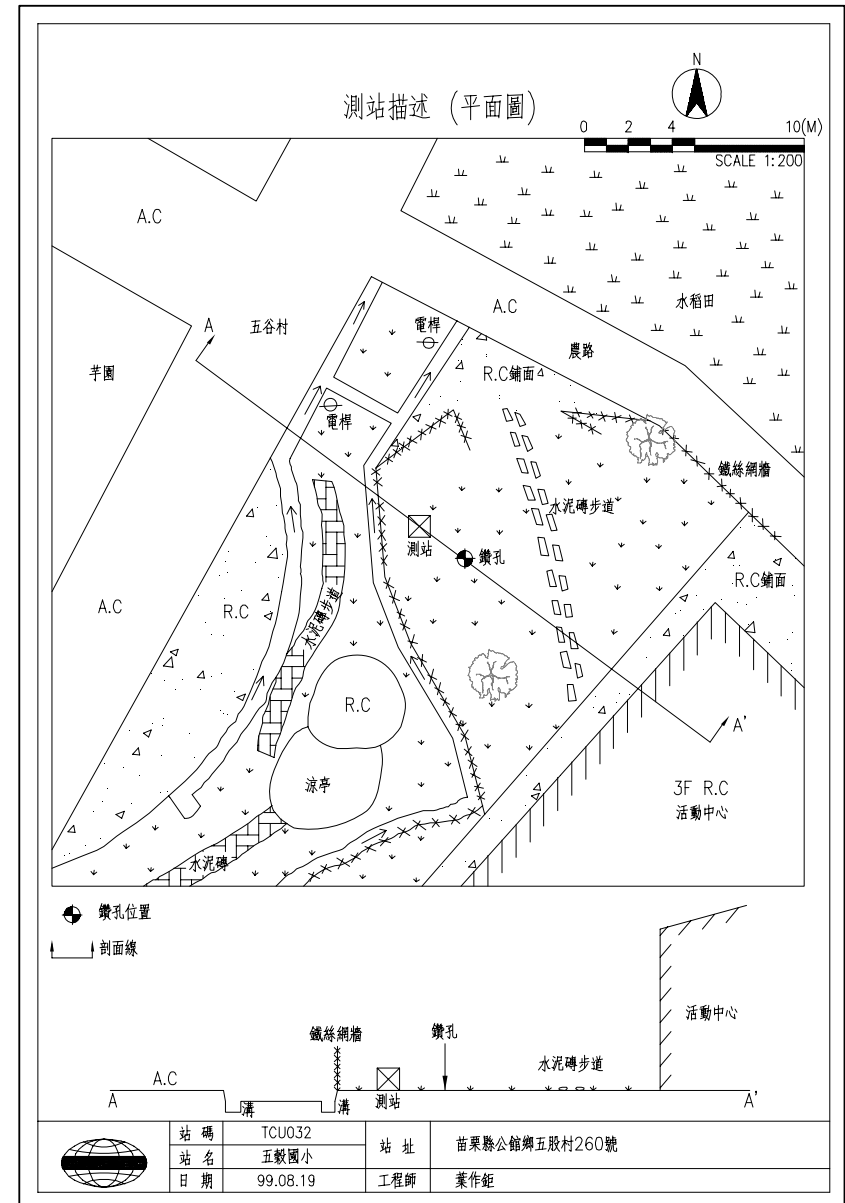 測站描述 (平面圖)
N
0 2 4 10(M)
SCALE 1:200
A.C
A.C
水稻田
A
五谷村
電桿
農路
芋園
R.C鋪面
電桿
鐵絲網牆
水泥磚步道
測站
鑽孔
R.C鋪面
A.C
R.C
水泥磚步道
R.C
A'
涼亭
3F R.C
活動中心
水泥磚
鑽孔位置
剖面線
活動中心
鐵絲網牆
鑽孔
水泥磚步道
A.C
A
溝
溝
測站
A'
站 碼 TCU032
站 址 苗栗縣公館鄉五股村260號
站 名 五穀國小
日 期 99.08.19
工程師 葉作鉅